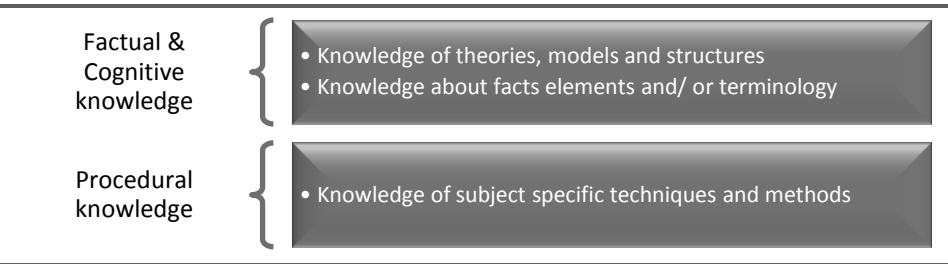 Factual &
Cognitive
knowledge
• Knowledge of theories, models and structures
• Knowledge about facts elements and/ or terminology
Procedural
knowledge
• Knowledge of subject specific techniques and methods